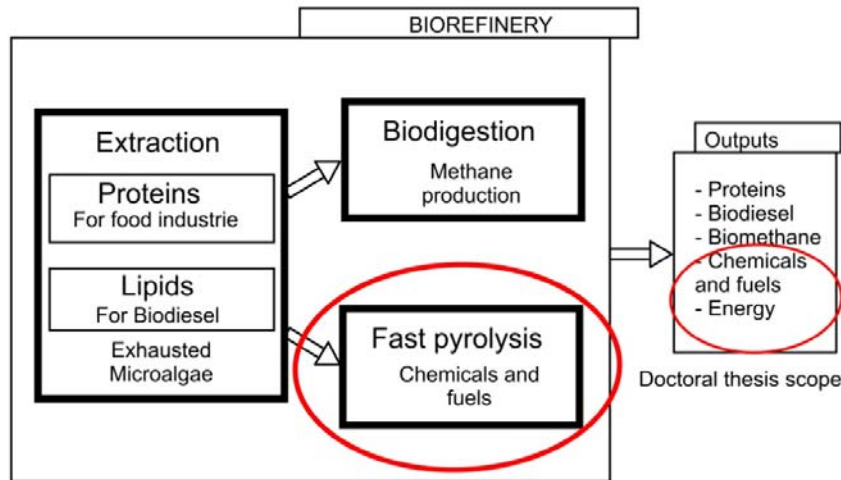 BIOREFINERY
Extraction
Proteins
For food industrie
Lipids
For Biodiesel
Exhausted
Microalgae
Biodigestion
Methane
production
Fast pyrolysis
Chemicals and
fuels
Outputs
- Proteins
- Biodiesel
- Biomethane
- Chemicals
and fuels
- Energy
Doctoral thesis scope